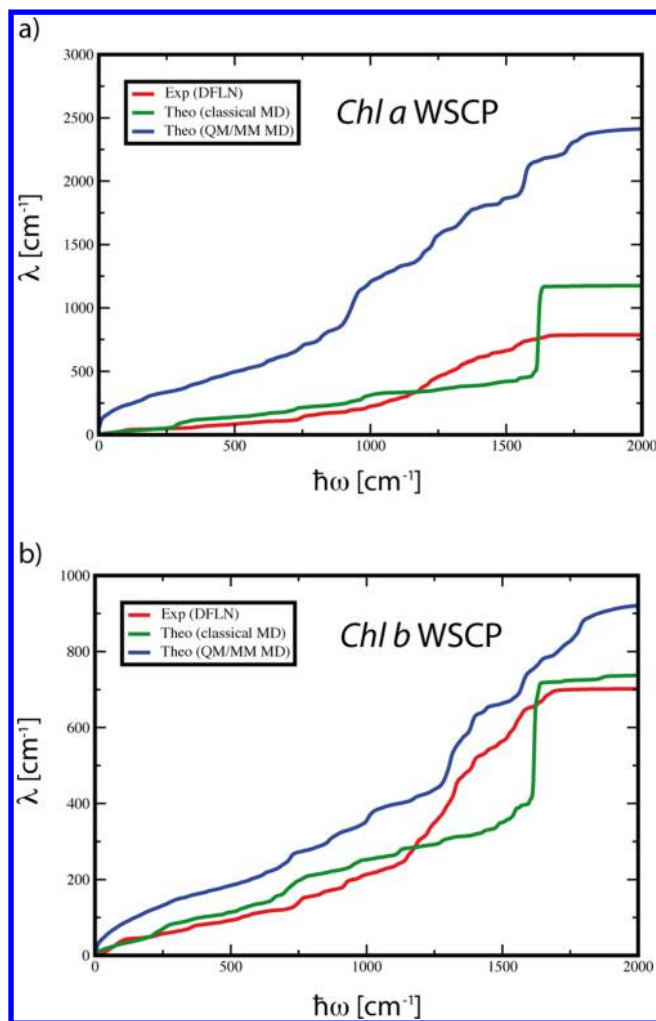 a)
3000
2500
2000
1500
1000
500
0
λ [cm⁻¹]
Exp (DFLN)
Theo (classical MD)
Theo (QM/MM MD)
Chl a WSCP
0 500 1000 1500 2000
ħω [cm⁻¹]
b)
1000
800
600
400
200
0
λ [cm⁻¹]
Exp (DFLN)
Theo (classical MD)
Theo (QM/MM MD)
Chl b WSCP
0 500 1000 1500 2000
ħω [cm⁻¹]